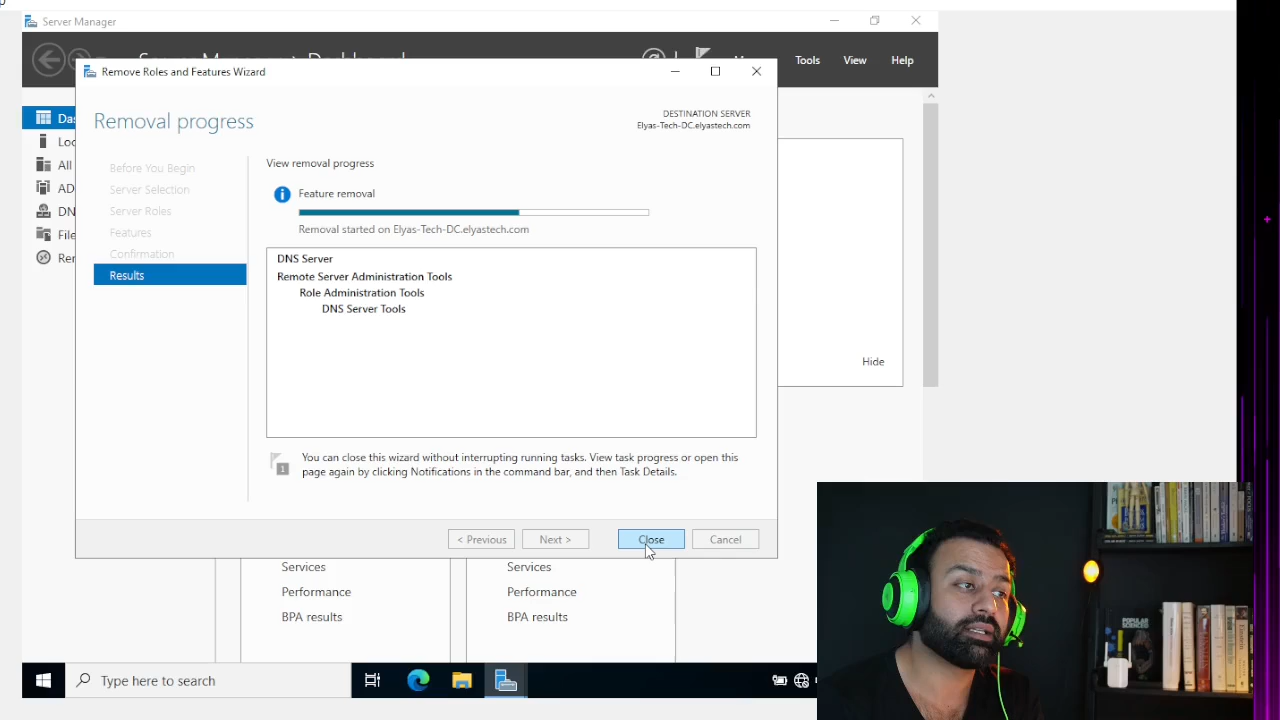 Server Manager
Tools
View
Help
Remove Roles and Features Wizard
Removal progress
DESTINATION SERVER
Elyas-Tech-DC.elyastech.com
Before You Begin
Server Selection
Server Roles
Features
Confirmation
Results
View removal progress
Feature removal
Removal started on Elyas-Tech-DC.elyastech.com
DNS Server
Remote Server Administration Tools
Role Administration Tools
DNS Server Tools
1
You can close this wizard without interrupting running tasks. View task progress or open this
page again by clicking Notifications in the command bar, and then Task Details.
< Previous
Next >
Close
Cancel
All
AD
Hide
Services
Performance
BPA results
Services
Performance
BPA results
Type here to search
POPULAR
SCIENCE